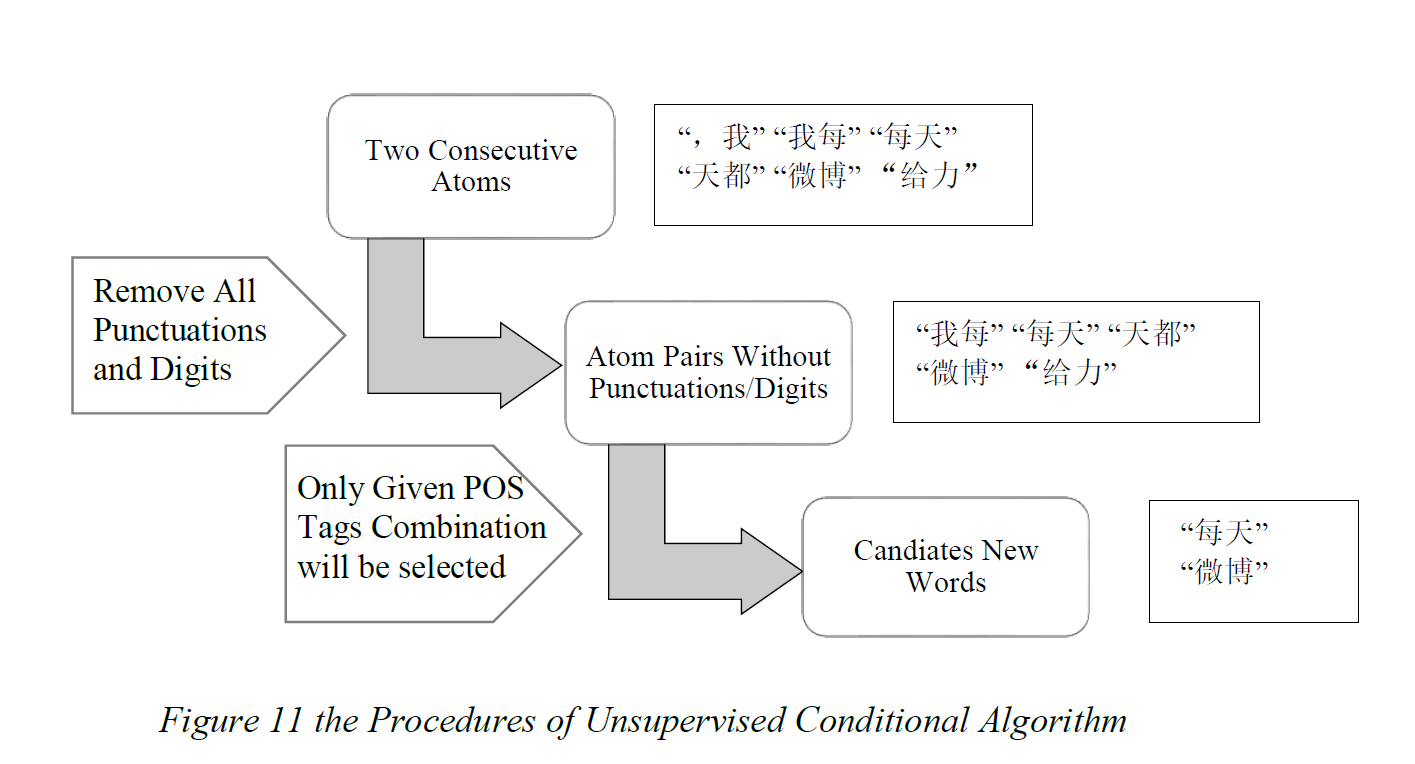 Two Consecutive
Atoms
“，我” “我每” “每天”
“天都” “微博” “给力”
Remove All
Punctuations
and Digits
Atom Pairs Without
Punctuations/Digits
“我每” “每天” “天都”
“微博” “给力”
Only Given POS
Tags Combination
will be selected
Candiates New
Words
“每天”
“微博”
Figure 11 the Procedures of Unsupervised Conditional Algorithm